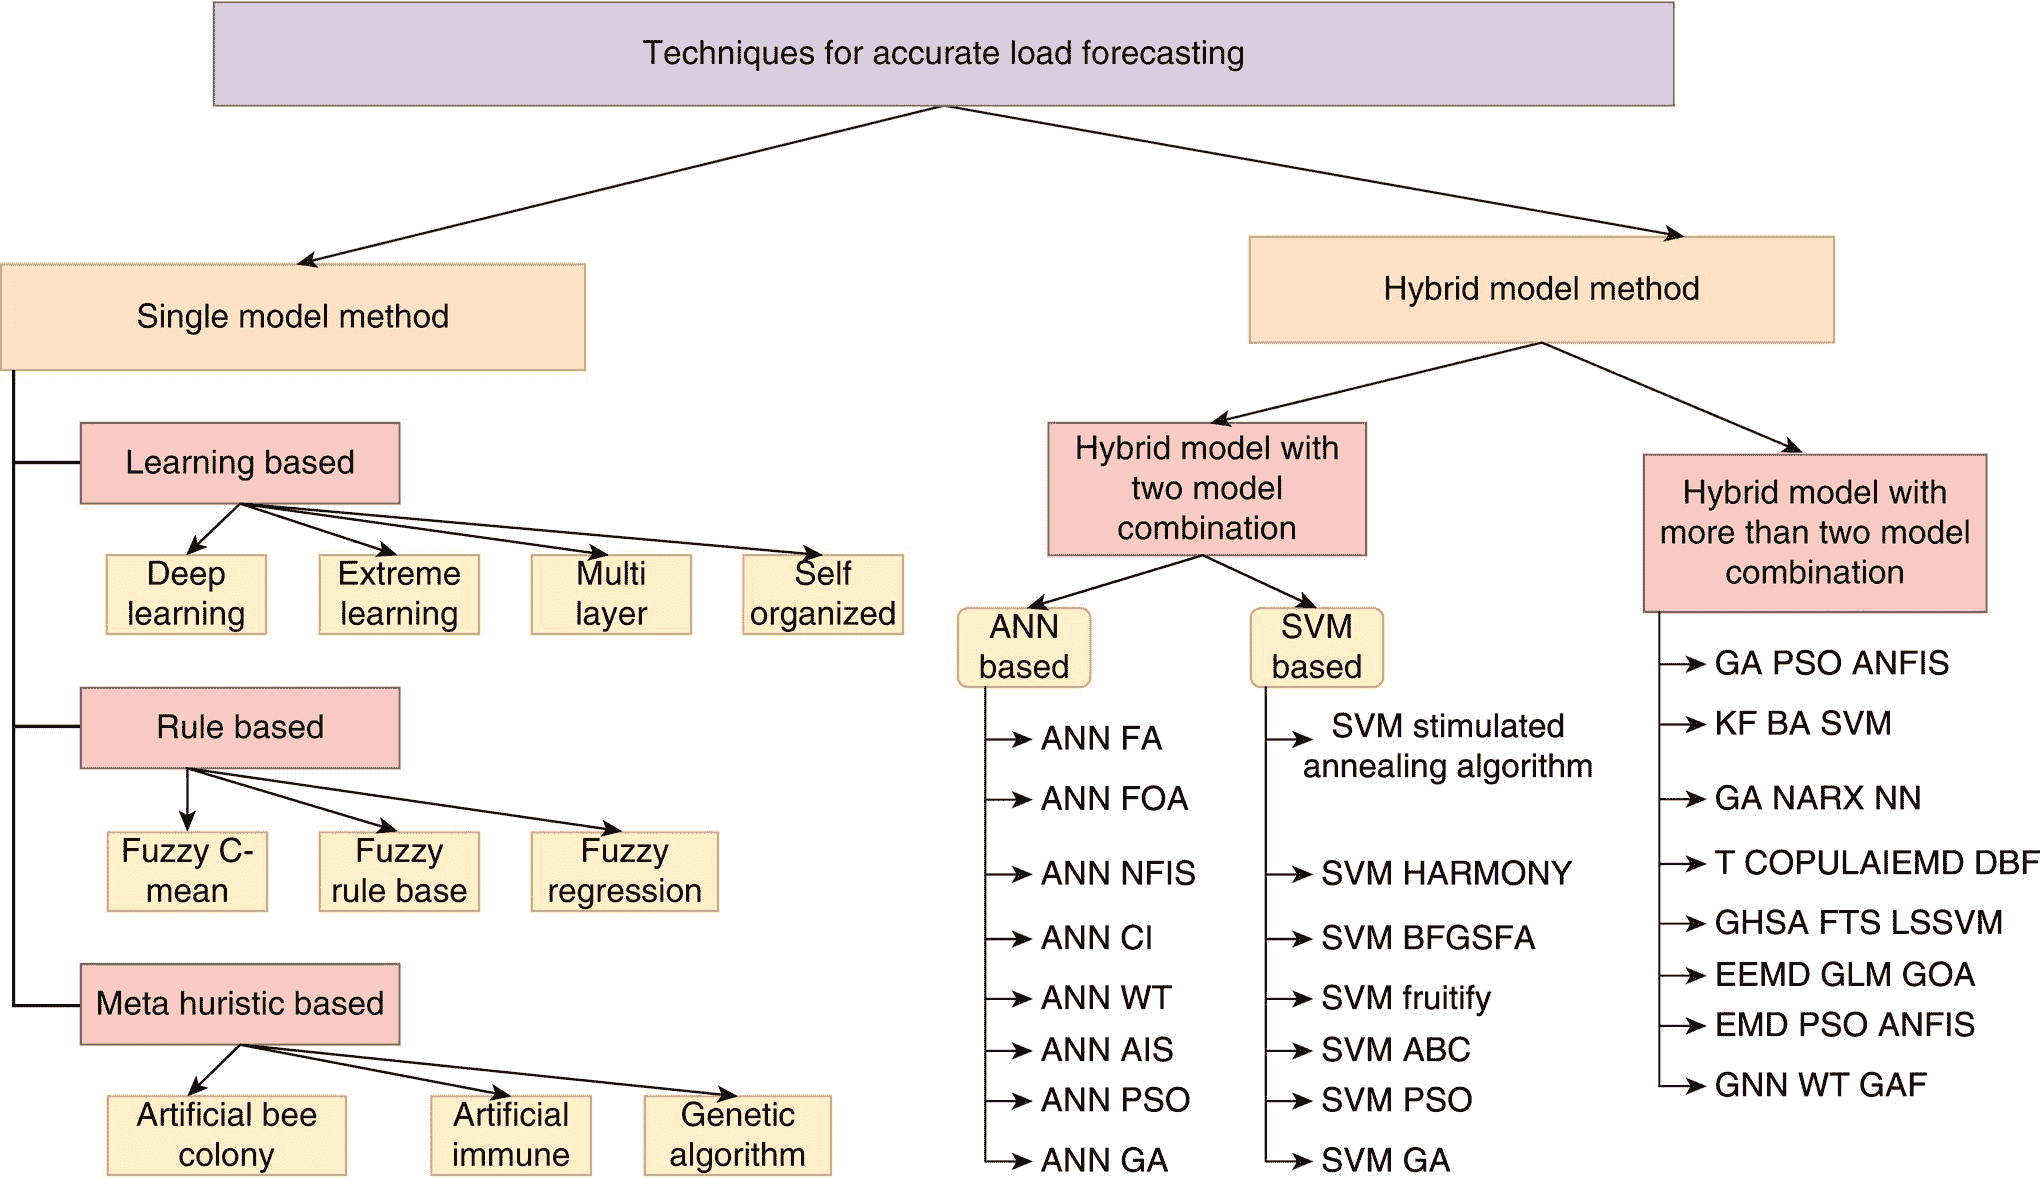 Techniques for accurate load forecasting
Single model method
Learning based
Deep
learning
Extreme
learning
Multi
layer
Self
organized
Rule based
Fuzzy C-
mean
Fuzzy
rule base
Fuzzy
regression
Meta huristic based
Artificial bee
colony
Artificial
immune
Genetic
algorithm
Hybrid model method
Hybrid model with
two model
combination
ANN
based
ANN FA
ANN FOA
ANN NFIS
ANN CI
ANN WT
ANN AIS
ANN PSO
ANN GA
SVM
based
SVM stimulated
annealing algorithm
SVM HARMONY
SVM BFGSFA
SVM fruitify
SVM ABC
SVM PSO
SVM GA
Hybrid model with
more than two model
combination
GA PSO ANFIS
KF BA SVM
GA NARX NN
T COPULAIEMD DBF
GHSA FTS LSSVM
EEMD GLM GOA
EMD PSO ANFIS
GNN WT GAF